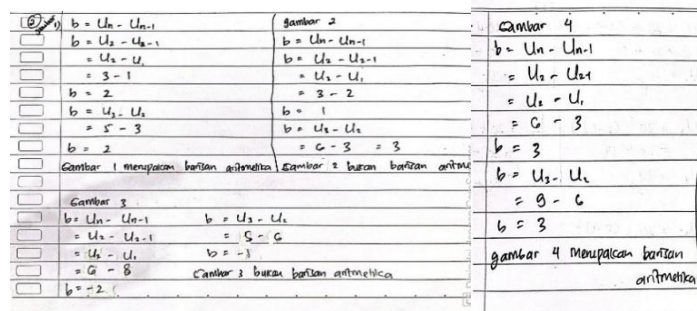 ② 1) b = Un - Un-1
b = U2 - U2-1
= U2 - U1
= 3 - 1
b = 2
b = U3 - U2
= 5 - 3
b = 2
Gambar 1 merupakan barisan aritmetika
gambar 2
b = Un - Un-1
b = U2 - U2-1
= U2 - U1
= 3 - 2
b = 1
b = U3 - U2
= 6 - 3 = 3
Gambar 2 bukan barisan aritme
Gambar 3
b = Un - Un-1
= U2 - U2-1
= U2 - U1
= 6 - 8
b = -2
b = U3 - U2
= 5 - 6
b = -1
Gambar 3 bukan barisan aritmetika
Gambar 4
b = Un - Un-1
= U2 - U2-1
= U2 - U1
= 6 - 3
b = 3
b = U3 - U2
= 9 - 6
b = 3
gambar 4 Merupakan barisan
aritmetika